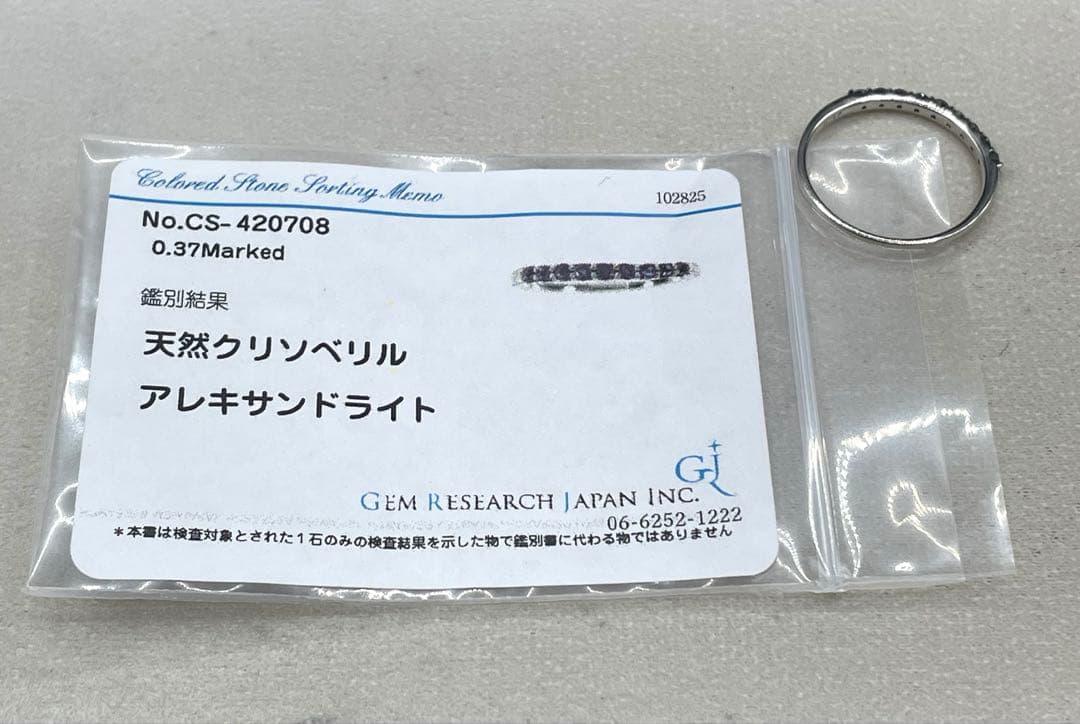 Colored Stone Sorting Memo
102825
No.CS-420708
0.37Marked
鑑別結果
天然クリソベリル
アレキサンドライト
GJ
GEM RESEARCH JAPAN INC.
06-6252-1222
*本書は検査対象とされた1石のみの検査結果を示した物で鑑別書に代わる物ではありません